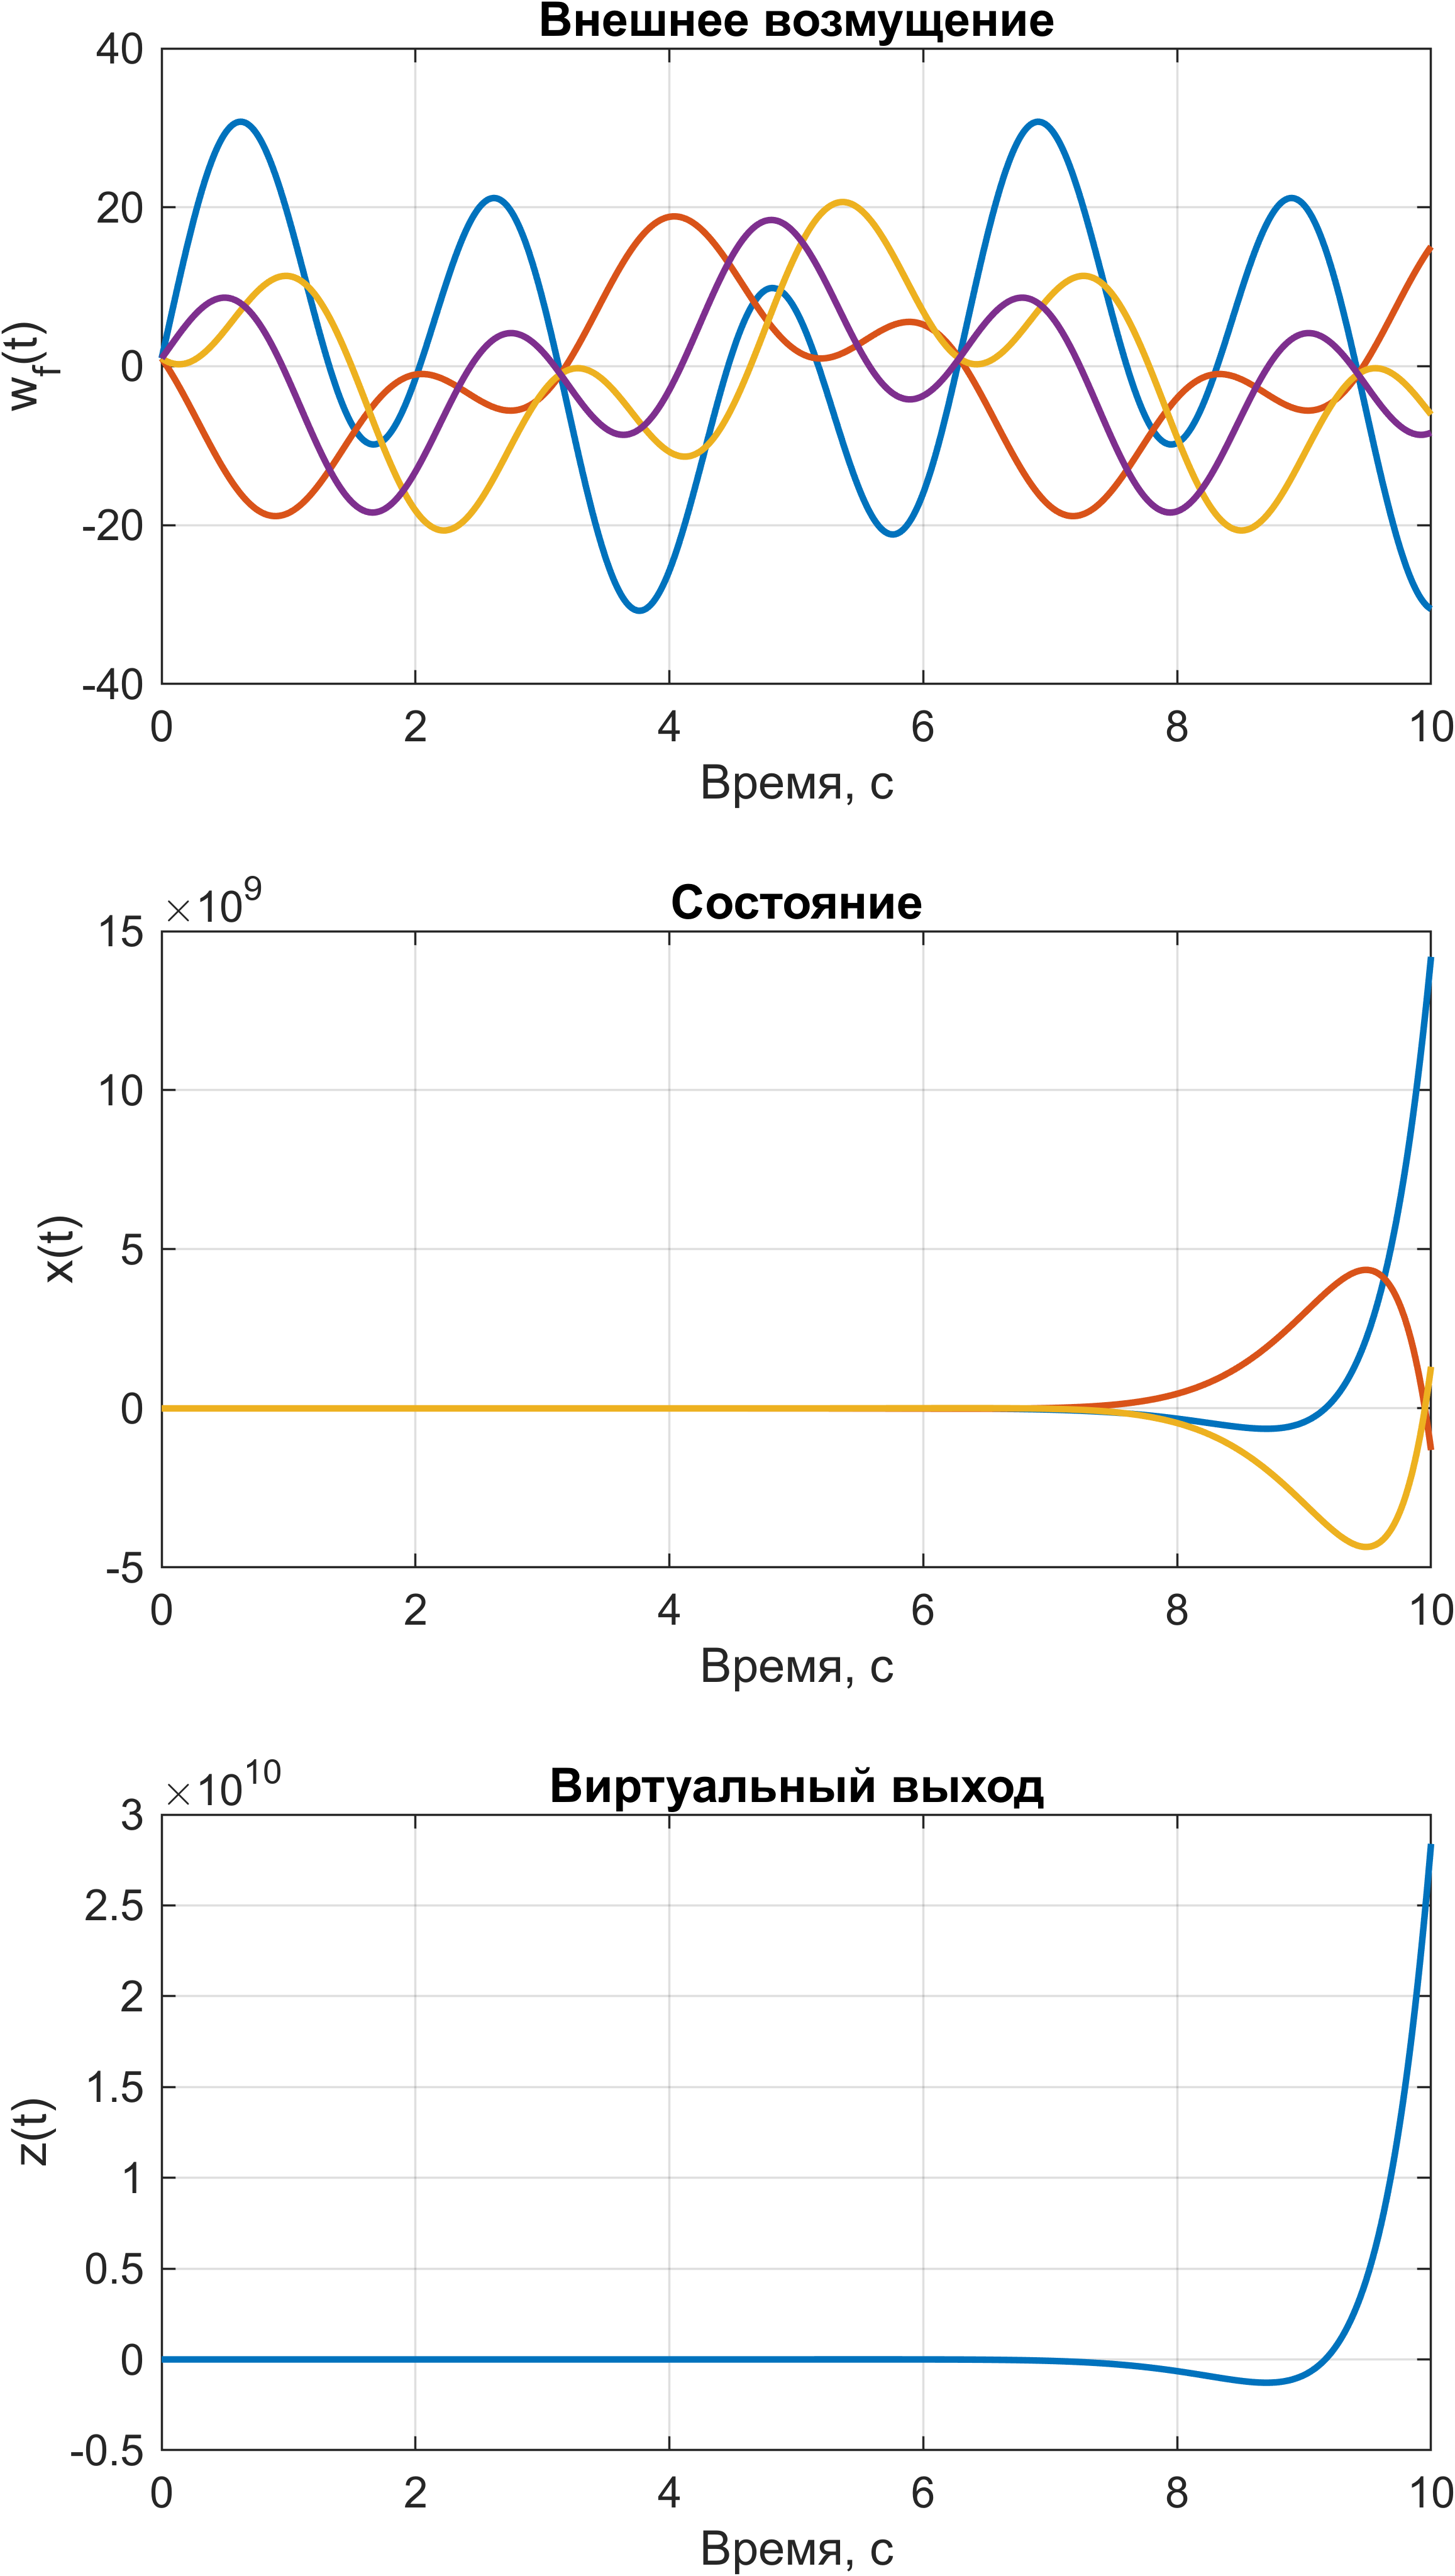 Внешнее возмущение
40
20
0
-20
-40
w_f(t)
0 2 4 6 8 10
Время, с
Состояние
×10^9
15
10
5
0
-5
x(t)
0 2 4 6 8 10
Время, с
Виртуальный выход
×10^10
3
2.5
2
1.5
1
0.5
0
-0.5
z(t)
0 2 4 6 8 10
Время, с